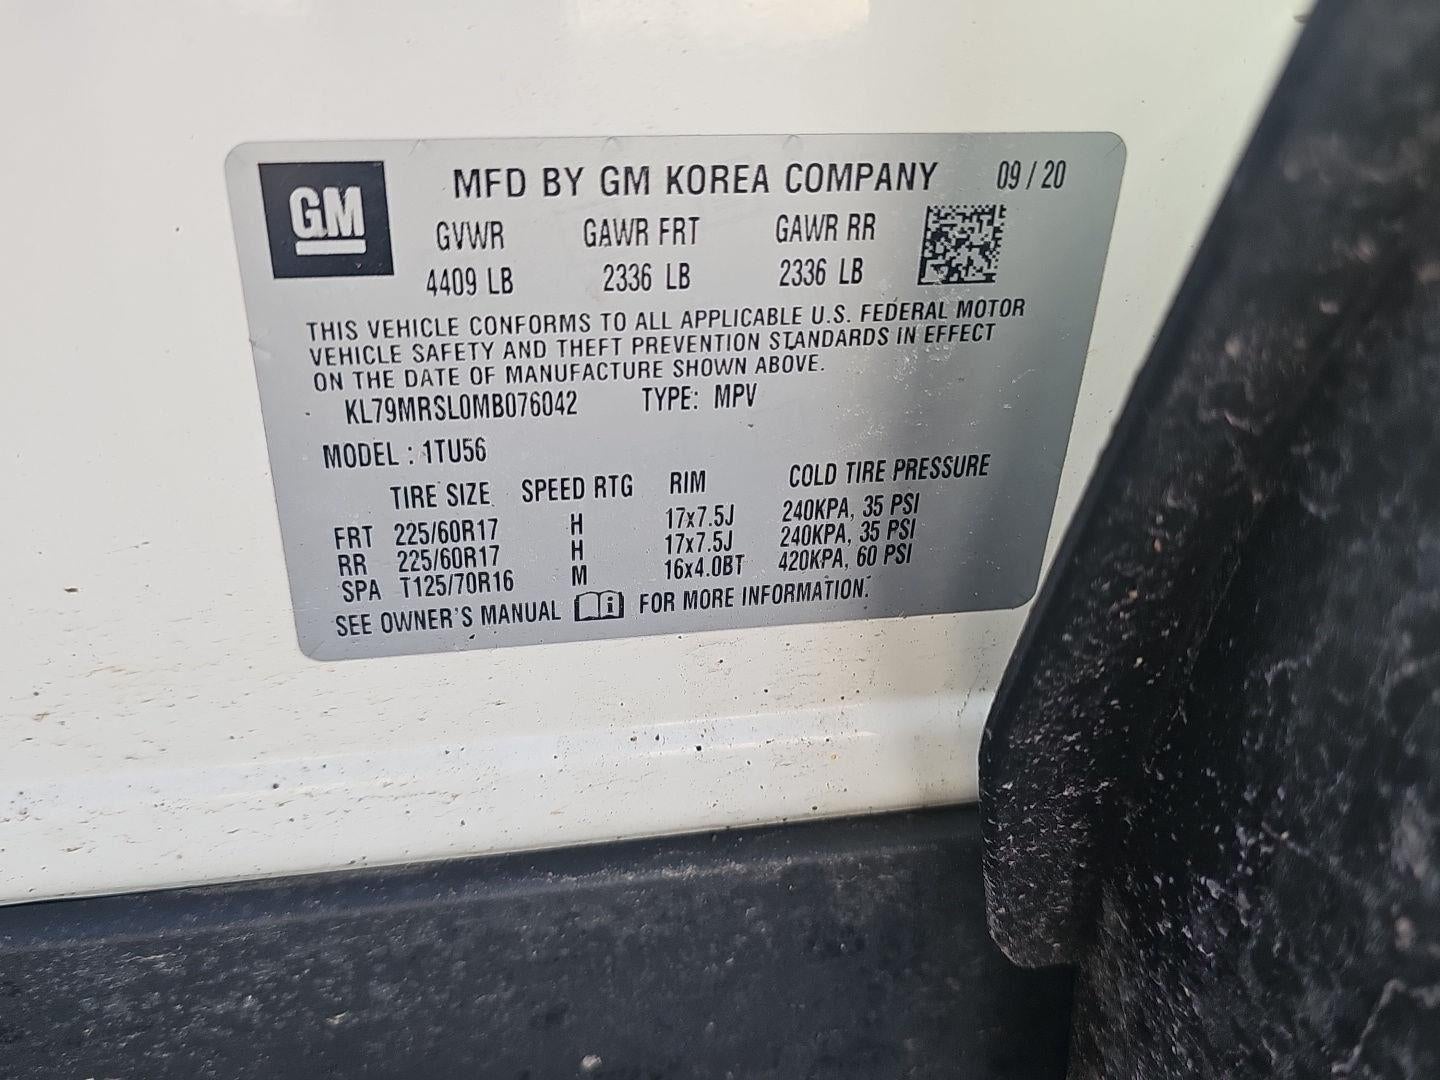 GM
MFD BY GM KOREA COMPANY 09 / 20
GVWR GAWR FRT GAWR RR
4409 LB 2336 LB 2336 LB
THIS VEHICLE CONFORMS TO ALL APPLICABLE U.S. FEDERAL MOTOR
VEHICLE SAFETY AND THEFT PREVENTION STANDARDS IN EFFECT
ON THE DATE OF MANUFACTURE SHOWN ABOVE.
KL79MRSL0MB076042 TYPE: MPV
MODEL : 1TU56
TIRE SIZE SPEED RTG RIM COLD TIRE PRESSURE
FRT 225/60R17 H 17x7.5J 240KPA, 35 PSI
RR 225/60R17 H 17x7.5J 240KPA, 35 PSI
SPA T125/70R16 M 16x4.0BT 420KPA, 60 PSI
SEE OWNER'S MANUAL FOR MORE INFORMATION.